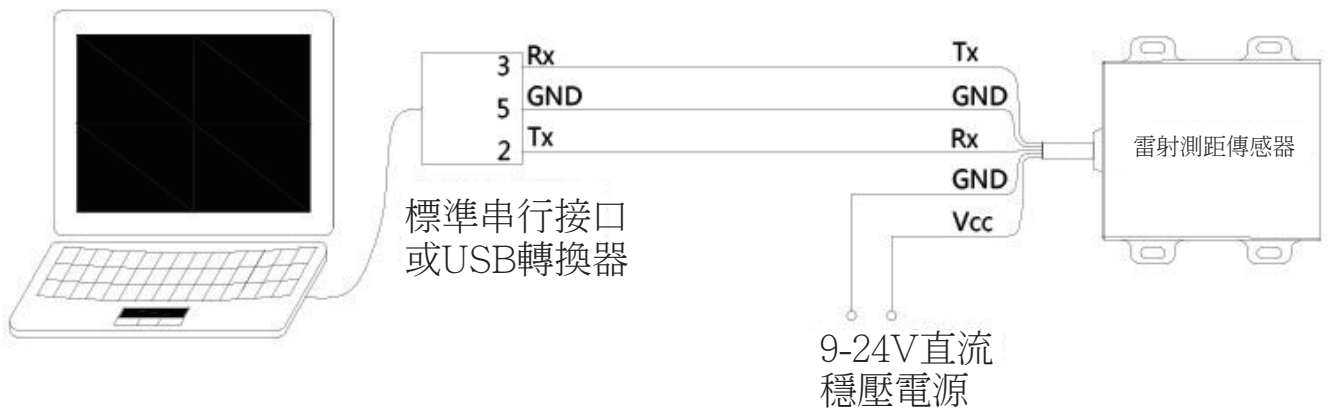 3 Rx
Tx
5 GND
GND
2 Tx
Rx
GND
Vcc
雷射測距傳感器
標準串行接口
或USB轉換器
9-24V直流
穩壓電源